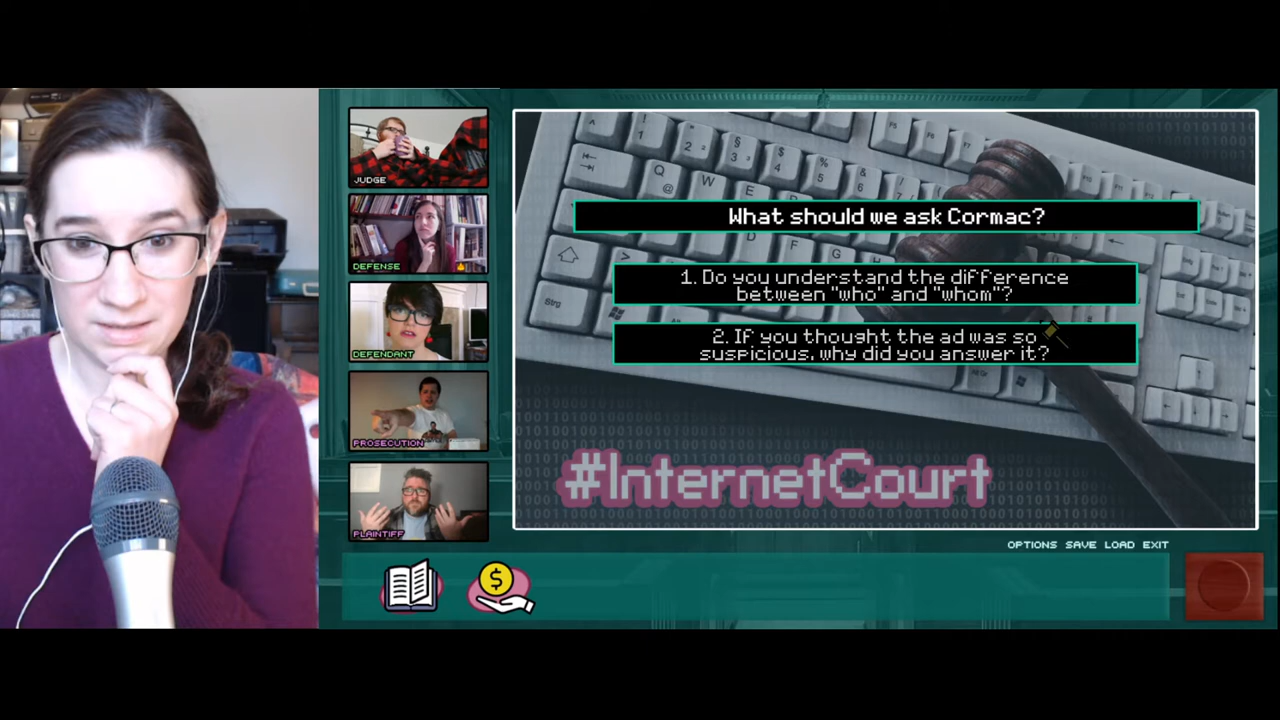 JUDGE
DEFENSE
DEFENDANT
PROSECUTION
PLAINTIFF
What should we ask Cormac?
1. Do you understand the difference
between "who" and "whom"?
2. If you thought the ad was so
suspicious, why did you answer it?
#InternetCourt
OPTIONS SAVE LOAD EXIT
$
Q
W
E
D
F
G
Strg